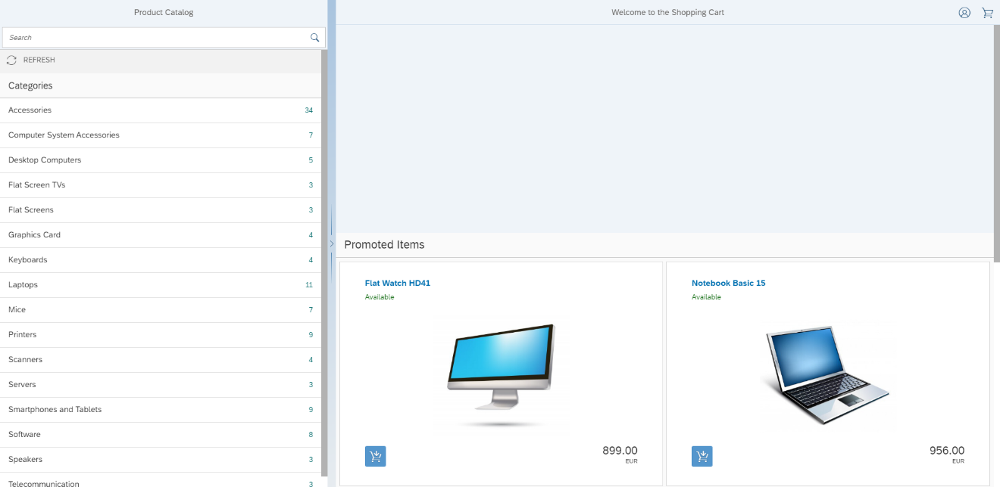 Product Catalog
Search
REFRESH
Categories
Accessories 34
Computer System Accessories 7
Desktop Computers 5
Flat Screen TVs 3
Flat Screens 3
Graphics Card 4
Keyboards 4
Laptops 11
Mice 7
Printers 9
Scanners 4
Servers 3
Smartphones and Tablets 9
Software 8
Speakers 3
Telecommunication 3
Welcome to the Shopping Cart
Promoted Items
Flat Watch HD41
Available
899.00
EUR
Notebook Basic 15
Available
956.00
EUR